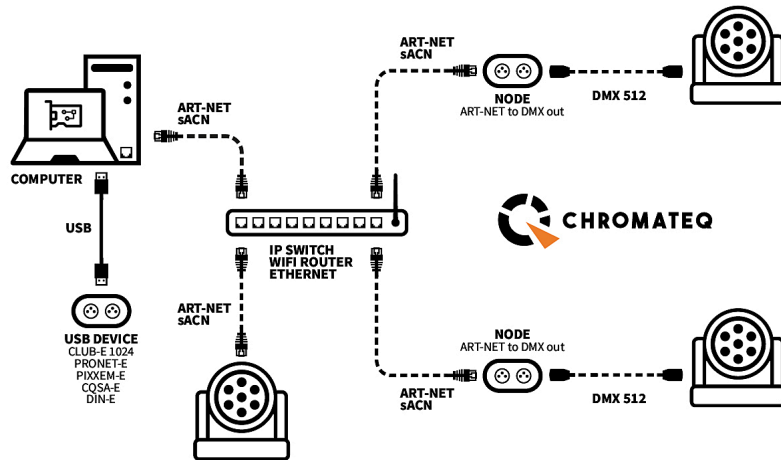 ART-NET
sACN
NODE
ART-NET to DMX out
DMX 512
ART-NET
sACN
COMPUTER
USB
IP SWITCH
WIFI ROUTER
ETHERNET
CHROMATEQ
ART-NET
sACN
USB DEVICE
CLUB-E 1024
PRONET-E
PIXXEM-E
CQSA-E
DIN-E
NODE
ART-NET to DMX out
ART-NET
sACN
DMX 512